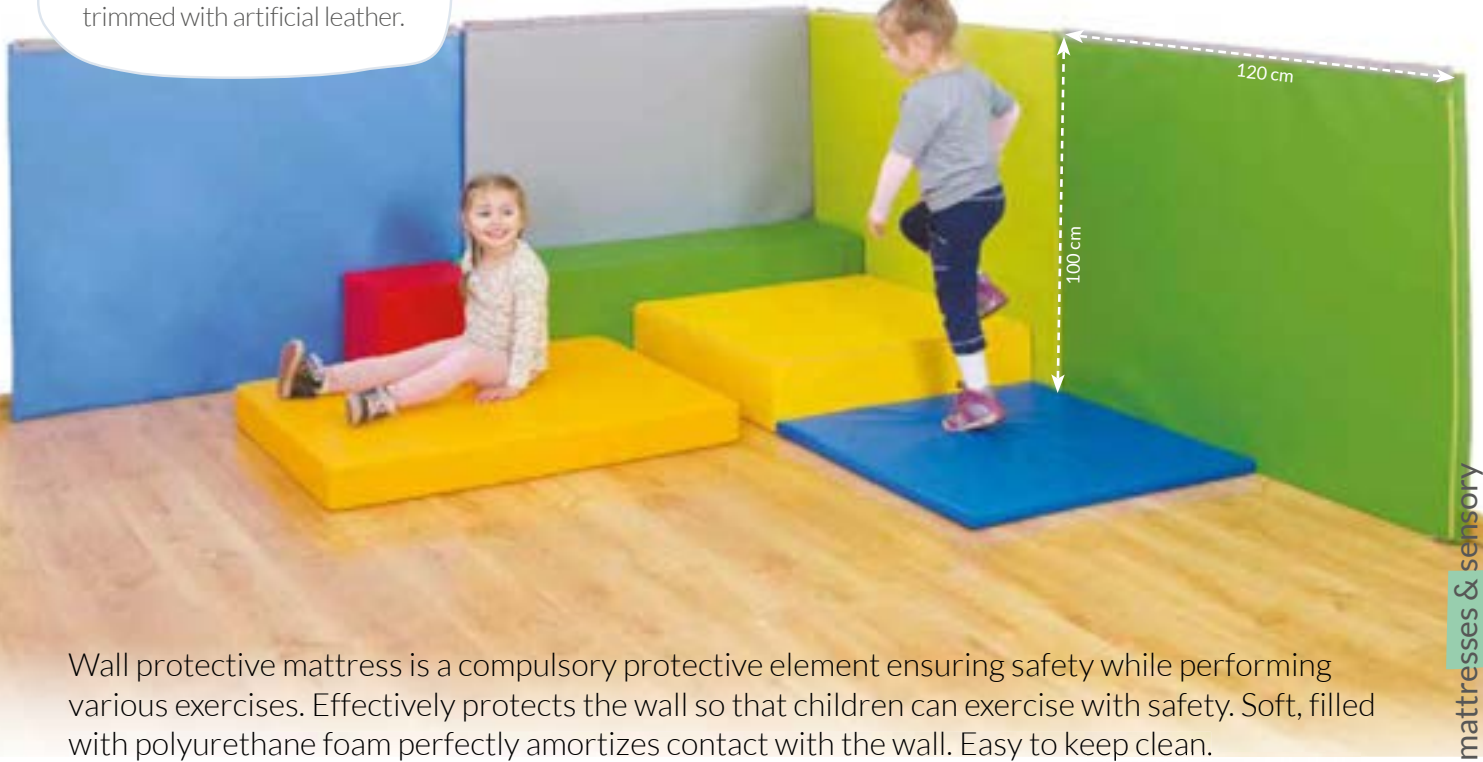 trimmed with artificial leather.
120 cm
100 cm
Wall protective mattress is a compulsory protective element ensuring safety while performing
various exercises. Effectively protects the wall so that children can exercise with safety. Soft, filled
with polyurethane foam perfectly amortizes contact with the wall. Easy to keep clean.
mattresses & sensory